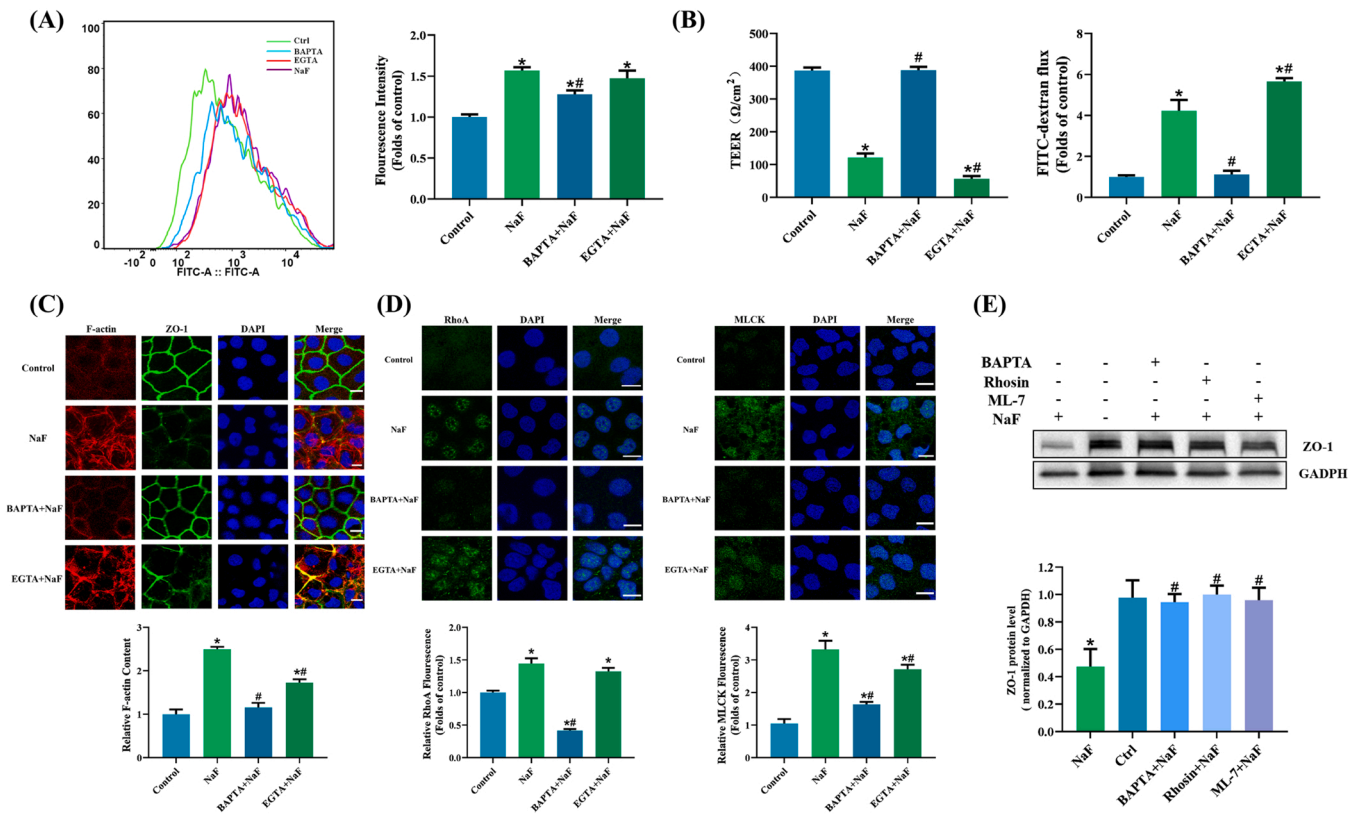 (A)
100
80
60
40
20
0
-10 2 0 10 2 10 3 10 4
FITC-A :: FITC-A
Ctrl
BAPTA
EGTA
NaF
Flourescence Intensity
(Folds of control)
2.0
1.5
1.0
0.5
0.0
* *# *
Control NaF BAPTA+NaF EGTA+NaF
(B)
TEER（Ω/cm2）
500
400
300
200
100
0
* # *#
Control NaF BAPTA+NaF EGTA+NaF
FITC-dextran flux
(Folds of control)
8
6
4
2
0
* # *#
Control NaF BAPTA+NaF EGTA+NaF
(C)
F-actin ZO-1 DAPI Merge
Control
NaF
BAPTA+NaF
EGTA+NaF
Relative F-actin Content
3
2
1
0
* # *#
Control NaF BAPTA+NaF EGTA+NaF
(D)
RhoA DAPI Merge
Control
NaF
BAPTA+NaF
EGTA+NaF
Relative RhoA Flourescence
(Folds of control)
2.0
1.5
1.0
0.5
0.0
* *# *
Control NaF BAPTA+NaF EGTA+NaF
MLCK DAPI Merge
Control
NaF
BAPTA+NaF
EGTA+NaF
Relative MLCK Flourescence
(Folds of control)
4
3
2
1
0
* *# *#
Control NaF BAPTA+NaF EGTA+NaF
(E)
BAPTA - - + - -
Rhosin - - - + -
ML-7 - - - - +
NaF + - + + +
ZO-1
GADPH
ZO-1 protein level
( normalized to GAPDH)
1.2
1.0
0.8
0.6
0.4
0.2
0.0
* # # #
NaF Ctrl BAPTA+NaF Rhosin+NaF ML-7+NaF